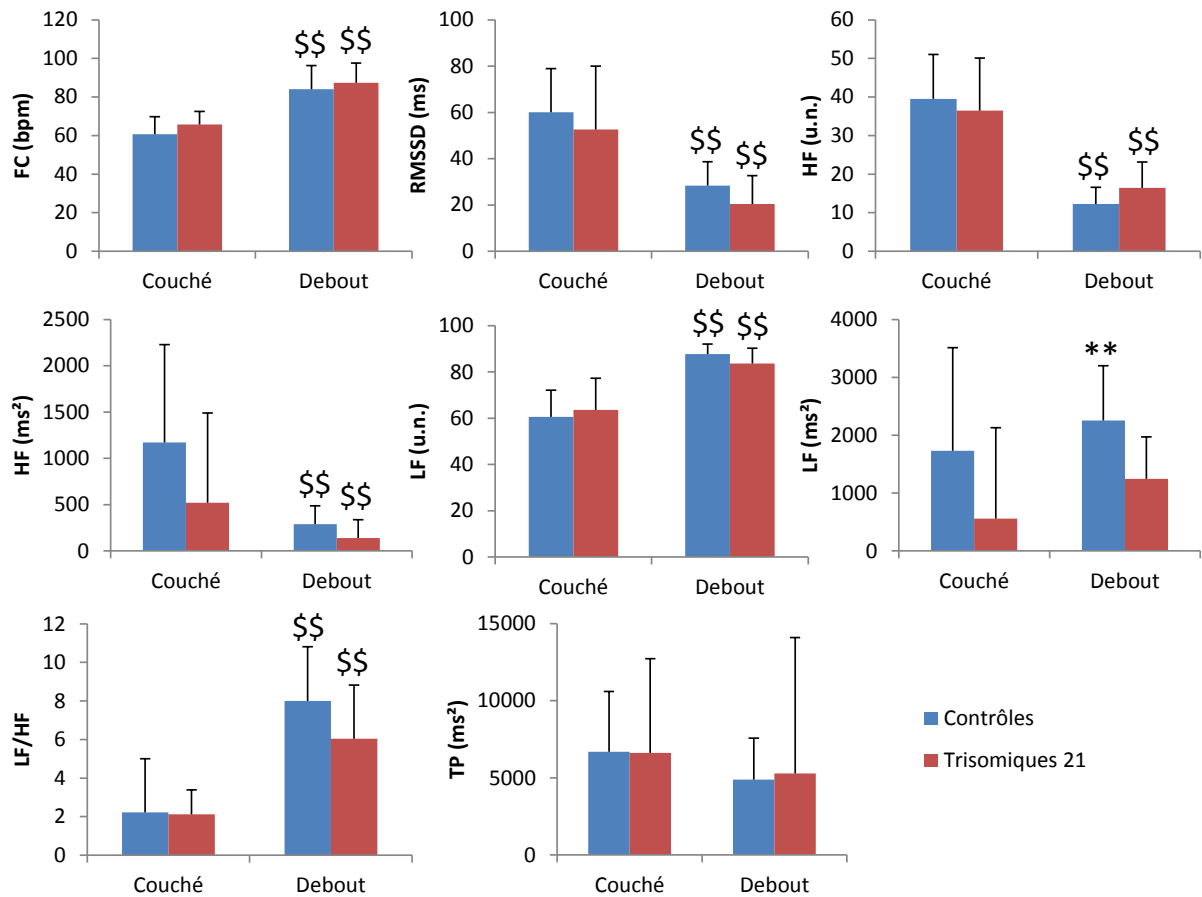 FC (bpm)
120
100
80
60
40
20
0
$$
$$
Couché
Debout
RMSSD (ms)
100
80
60
40
20
0
$$
$$
Couché
Debout
HF (u.n.)
60
50
40
30
20
10
0
$$
$$
Couché
Debout
HF (ms²)
2500
2000
1500
1000
500
0
$$
$$
Couché
Debout
LF (u.n.)
100
80
60
40
20
0
$$
$$
Couché
Debout
LF (ms²)
4000
3000
2000
1000
0
**
Couché
Debout
LF/HF
12
10
8
6
4
2
0
$$
$$
Couché
Debout
TP (ms²)
15000
10000
5000
0
Couché
Debout
Contrôles
Trisomiques 21